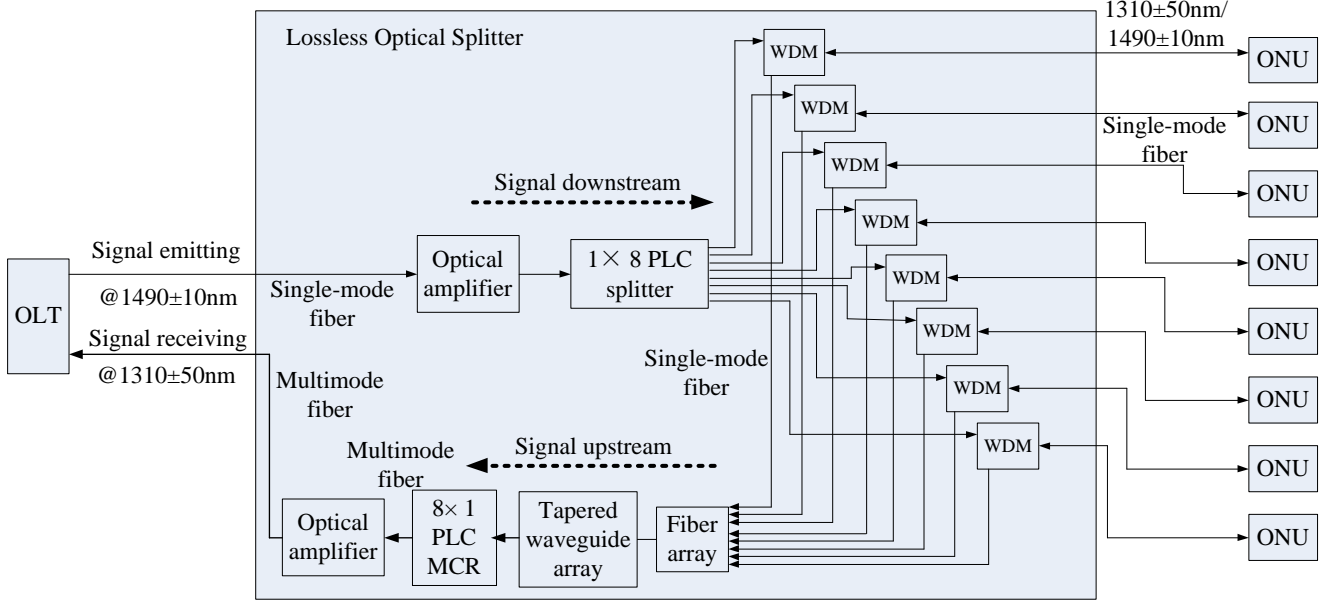 1310±50nm/
1490±10nm
Lossless Optical Splitter
WDM
ONU
WDM
ONU
Single-mode
fiber
WDM
ONU
Signal downstream
WDM
ONU
Signal emitting
Optical
amplifier
1× 8 PLC
splitter
WDM
@1490±10nm
Single-mode
fiber
OLT
ONU
WDM
Signal receiving
@1310±50nm
Single-mode
fiber
Multimode
fiber
WDM
ONU
WDM
ONU
Multimode
fiber
Signal upstream
8× 1
PLC
MCR
Optical
amplifier
Tapered
waveguide
array
Fiber
array
ONU